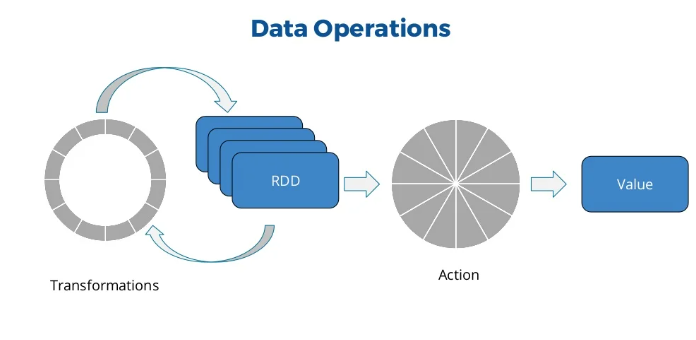 Data Operations
RDD
Value
Action
Transformations